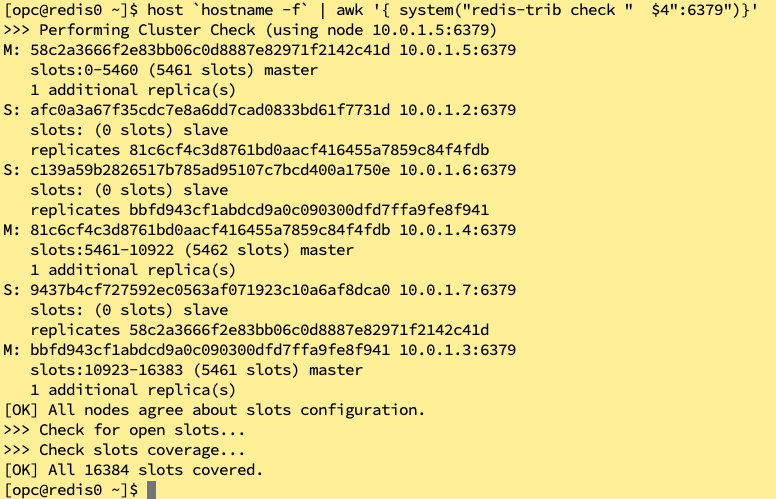 [opc@redis0 ~]$ host `hostname -f` | awk '{ system("redis-trib check "  $4":6379")}'
>>> Performing Cluster Check (using node 10.0.1.5:6379)
M: 58c2a3666f2e83bb06c0d8887e82971f2142c41d 10.0.1.5:6379
   slots:0-5460 (5461 slots) master
   1 additional replica(s)
S: afc0a3a67f35cdc7e8a6dd7cad0833bd61f7731d 10.0.1.2:6379
   slots: (0 slots) slave
   replicates 81c6cf4c3d8761bd0aacf416455a7859c84f4fdb
S: c139a59b2826517b785ad95107c7bcd400a1750e 10.0.1.6:6379
   slots: (0 slots) slave
   replicates bbfd943cf1abdcd9a0c090300dfd7ffa9fe8f941
M: 81c6cf4c3d8761bd0aacf416455a7859c84f4fdb 10.0.1.4:6379
   slots:5461-10922 (5462 slots) master
   1 additional replica(s)
S: 9437b4cf727592ec0563af071923c10a6af8dca0 10.0.1.7:6379
   slots: (0 slots) slave
   replicates 58c2a3666f2e83bb06c0d8887e82971f2142c41d
M: bbfd943cf1abdcd9a0c090300dfd7ffa9fe8f941 10.0.1.3:6379
   slots:10923-16383 (5461 slots) master
   1 additional replica(s)
[OK] All nodes agree about slots configuration.
>>> Check for open slots...
>>> Check slots coverage...
[OK] All 16384 slots covered.
[opc@redis0 ~]$